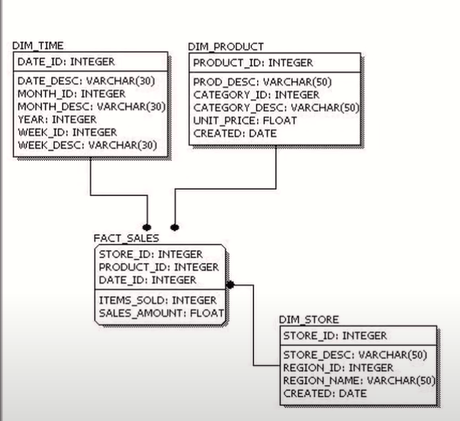 DIM_TIME
DATE_ID: INTEGER
DATE_DESC: VARCHAR(30)
MONTH_ID: INTEGER
MONTH_DESC: VARCHAR(30)
YEAR: INTEGER
WEEK_ID: INTEGER
WEEK_DESC: VARCHAR(30)
DIM_PRODUCT
PRODUCT_ID: INTEGER
PROD_DESC: VARCHAR(50)
CATEGORY_ID: INTEGER
CATEGORY_DESC: VARCHAR(50)
UNIT_PRICE: FLOAT
CREATED: DATE
FACT_SALES
STORE_ID: INTEGER
PRODUCT_ID: INTEGER
DATE_ID: INTEGER
ITEMS_SOLD: INTEGER
SALES_AMOUNT: FLOAT
DIM_STORE
STORE_ID: INTEGER
STORE_DESC: VARCHAR(50)
REGION_ID: INTEGER
REGION_NAME: VARCHAR(50)
CREATED: DATE